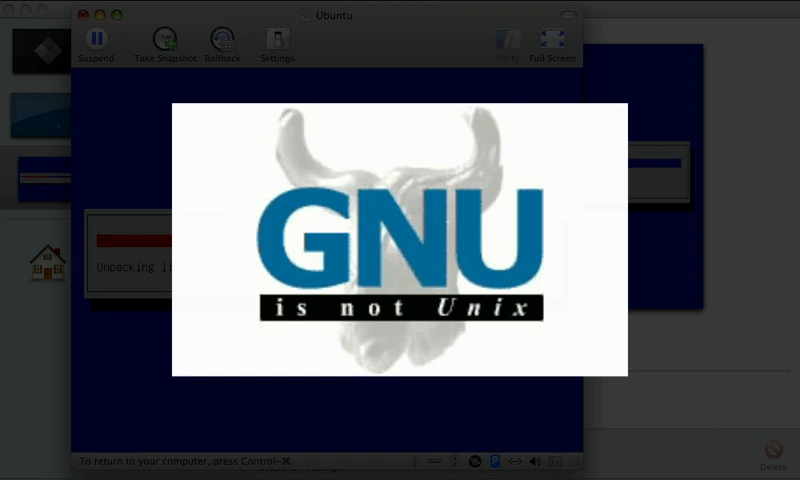 Ubuntu
Suspend
Take Snapshot
Rollback
Settings
Unity
Full Screen
GNU
is not Unix
Unpacking li
To return to your computer, press Control-⌘
Delete